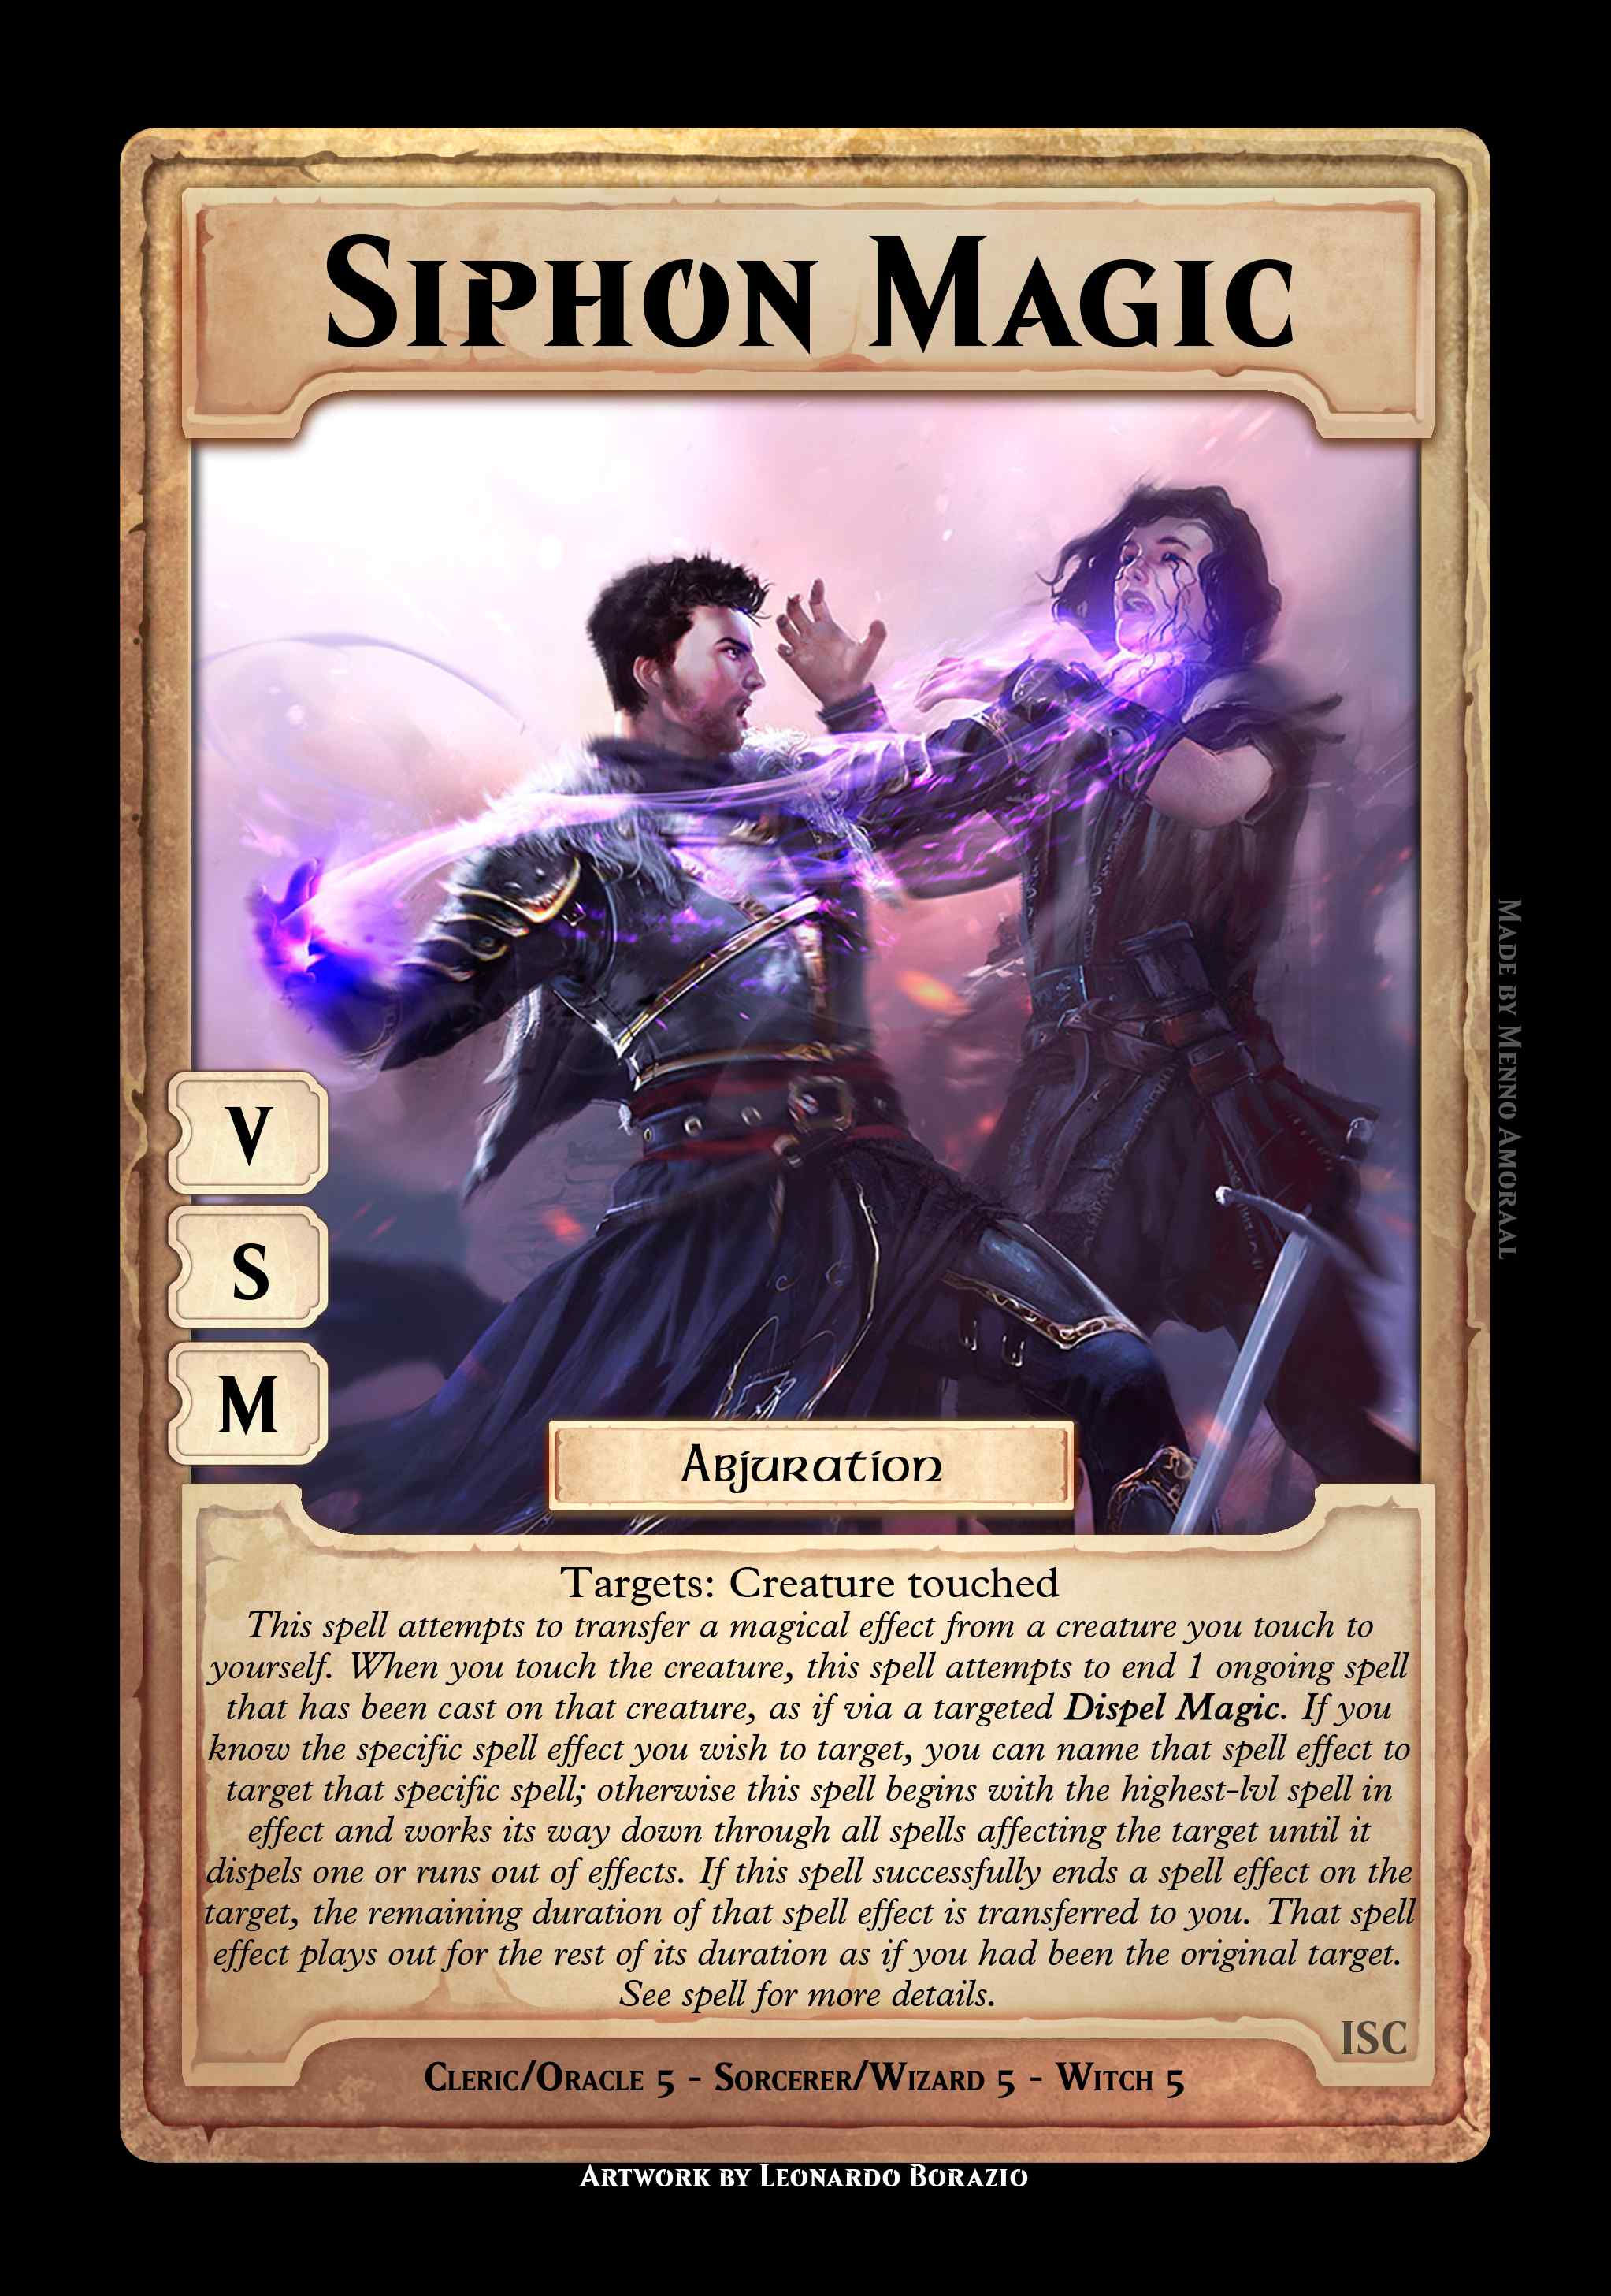 Siphon Magic
V
S
M
Abjuration
Targets: Creature touched
This spell attempts to transfer a magical effect from a creature you touch to
yourself. When you touch the creature, this spell attempts to end 1 ongoing spell
that has been cast on that creature, as if via a targeted Dispel Magic. If you
know the specific spell effect you wish to target, you can name that spell effect to
target that specific spell; otherwise this spell begins with the highest-lvl spell in
effect and works its way down through all spells affecting the target until it
dispels one or runs out of effects. If this spell successfully ends a spell effect on the
target, the remaining duration of that spell effect is transferred to you. That spell
effect plays out for the rest of its duration as if you had been the original target.
See spell for more details.
ISC
Cleric/Oracle 5 - Sorcerer/Wizard 5 - Witch 5
Artwork by Leonardo Borazio
Made by Menno Amoraal